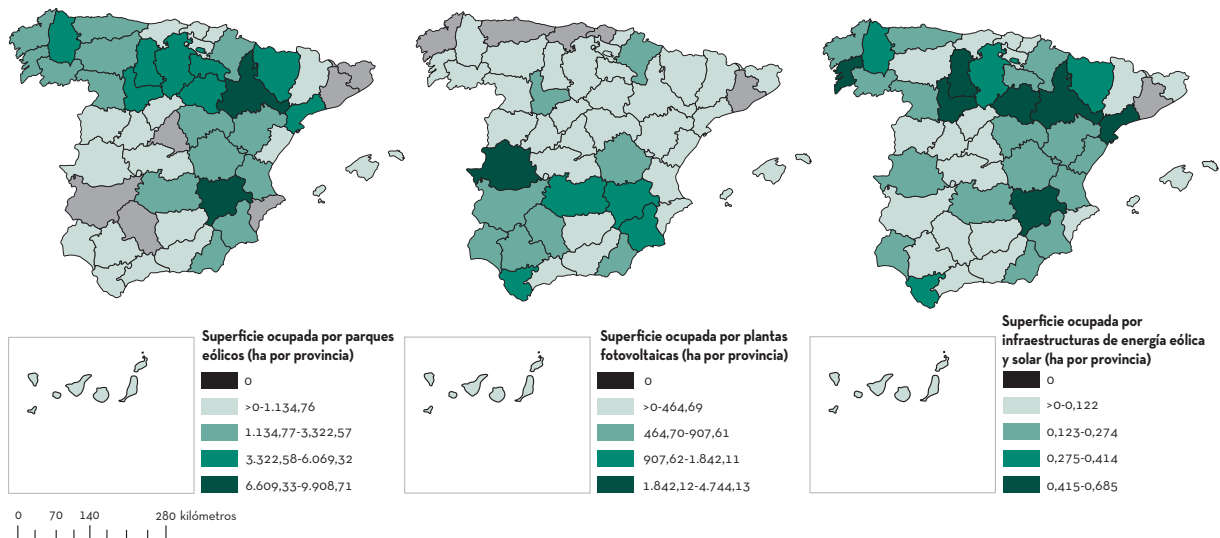 Superficie ocupada por parques
eólicos (ha por provincia)
0
>0-1.134,76
1.134,77-3,322,57
3.322,58-6.069,32
6.609,33-9.908,71
Superficie ocupada por plantas
fotovoltaicas (ha por provincia)
0
>0-464,69
464,70-907,61
907,62-1.842,11
1.842,12-4.744,13
Superficie ocupada por
infraestructuras de energía eólica
y solar (ha por provincia)
0
>0-0,122
0,123-0,274
0,275-0,414
0,415-0,685
0 70 140 280 kilómetros